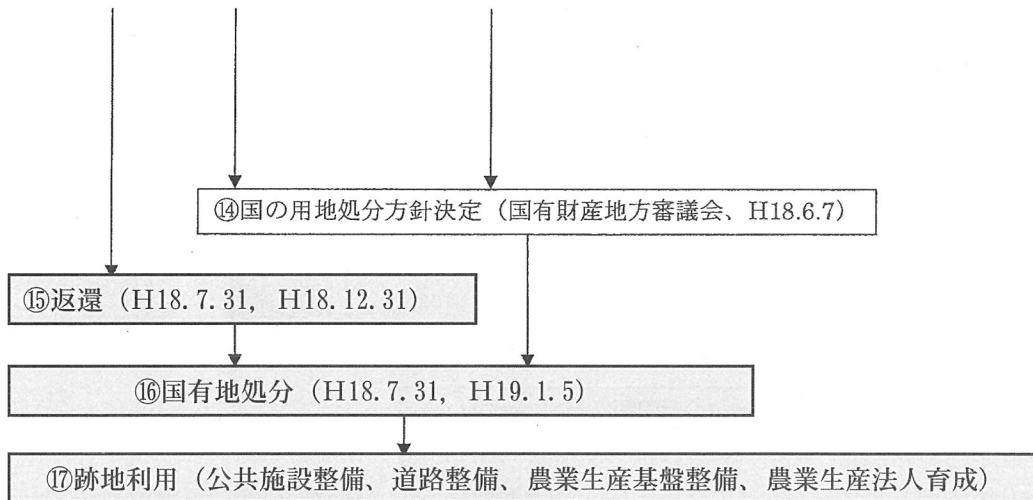 ⑭国の用地処分方針決定(国有財産地方審議会、H18.6.7)
⑮返還(H18.7.31, H18.12.31)
⑯国有地処分(H18.7.31, H19.1.5)
⑰跡地利用(公共施設整備、道路整備、農業生産基盤整備、農業生産法人育成)